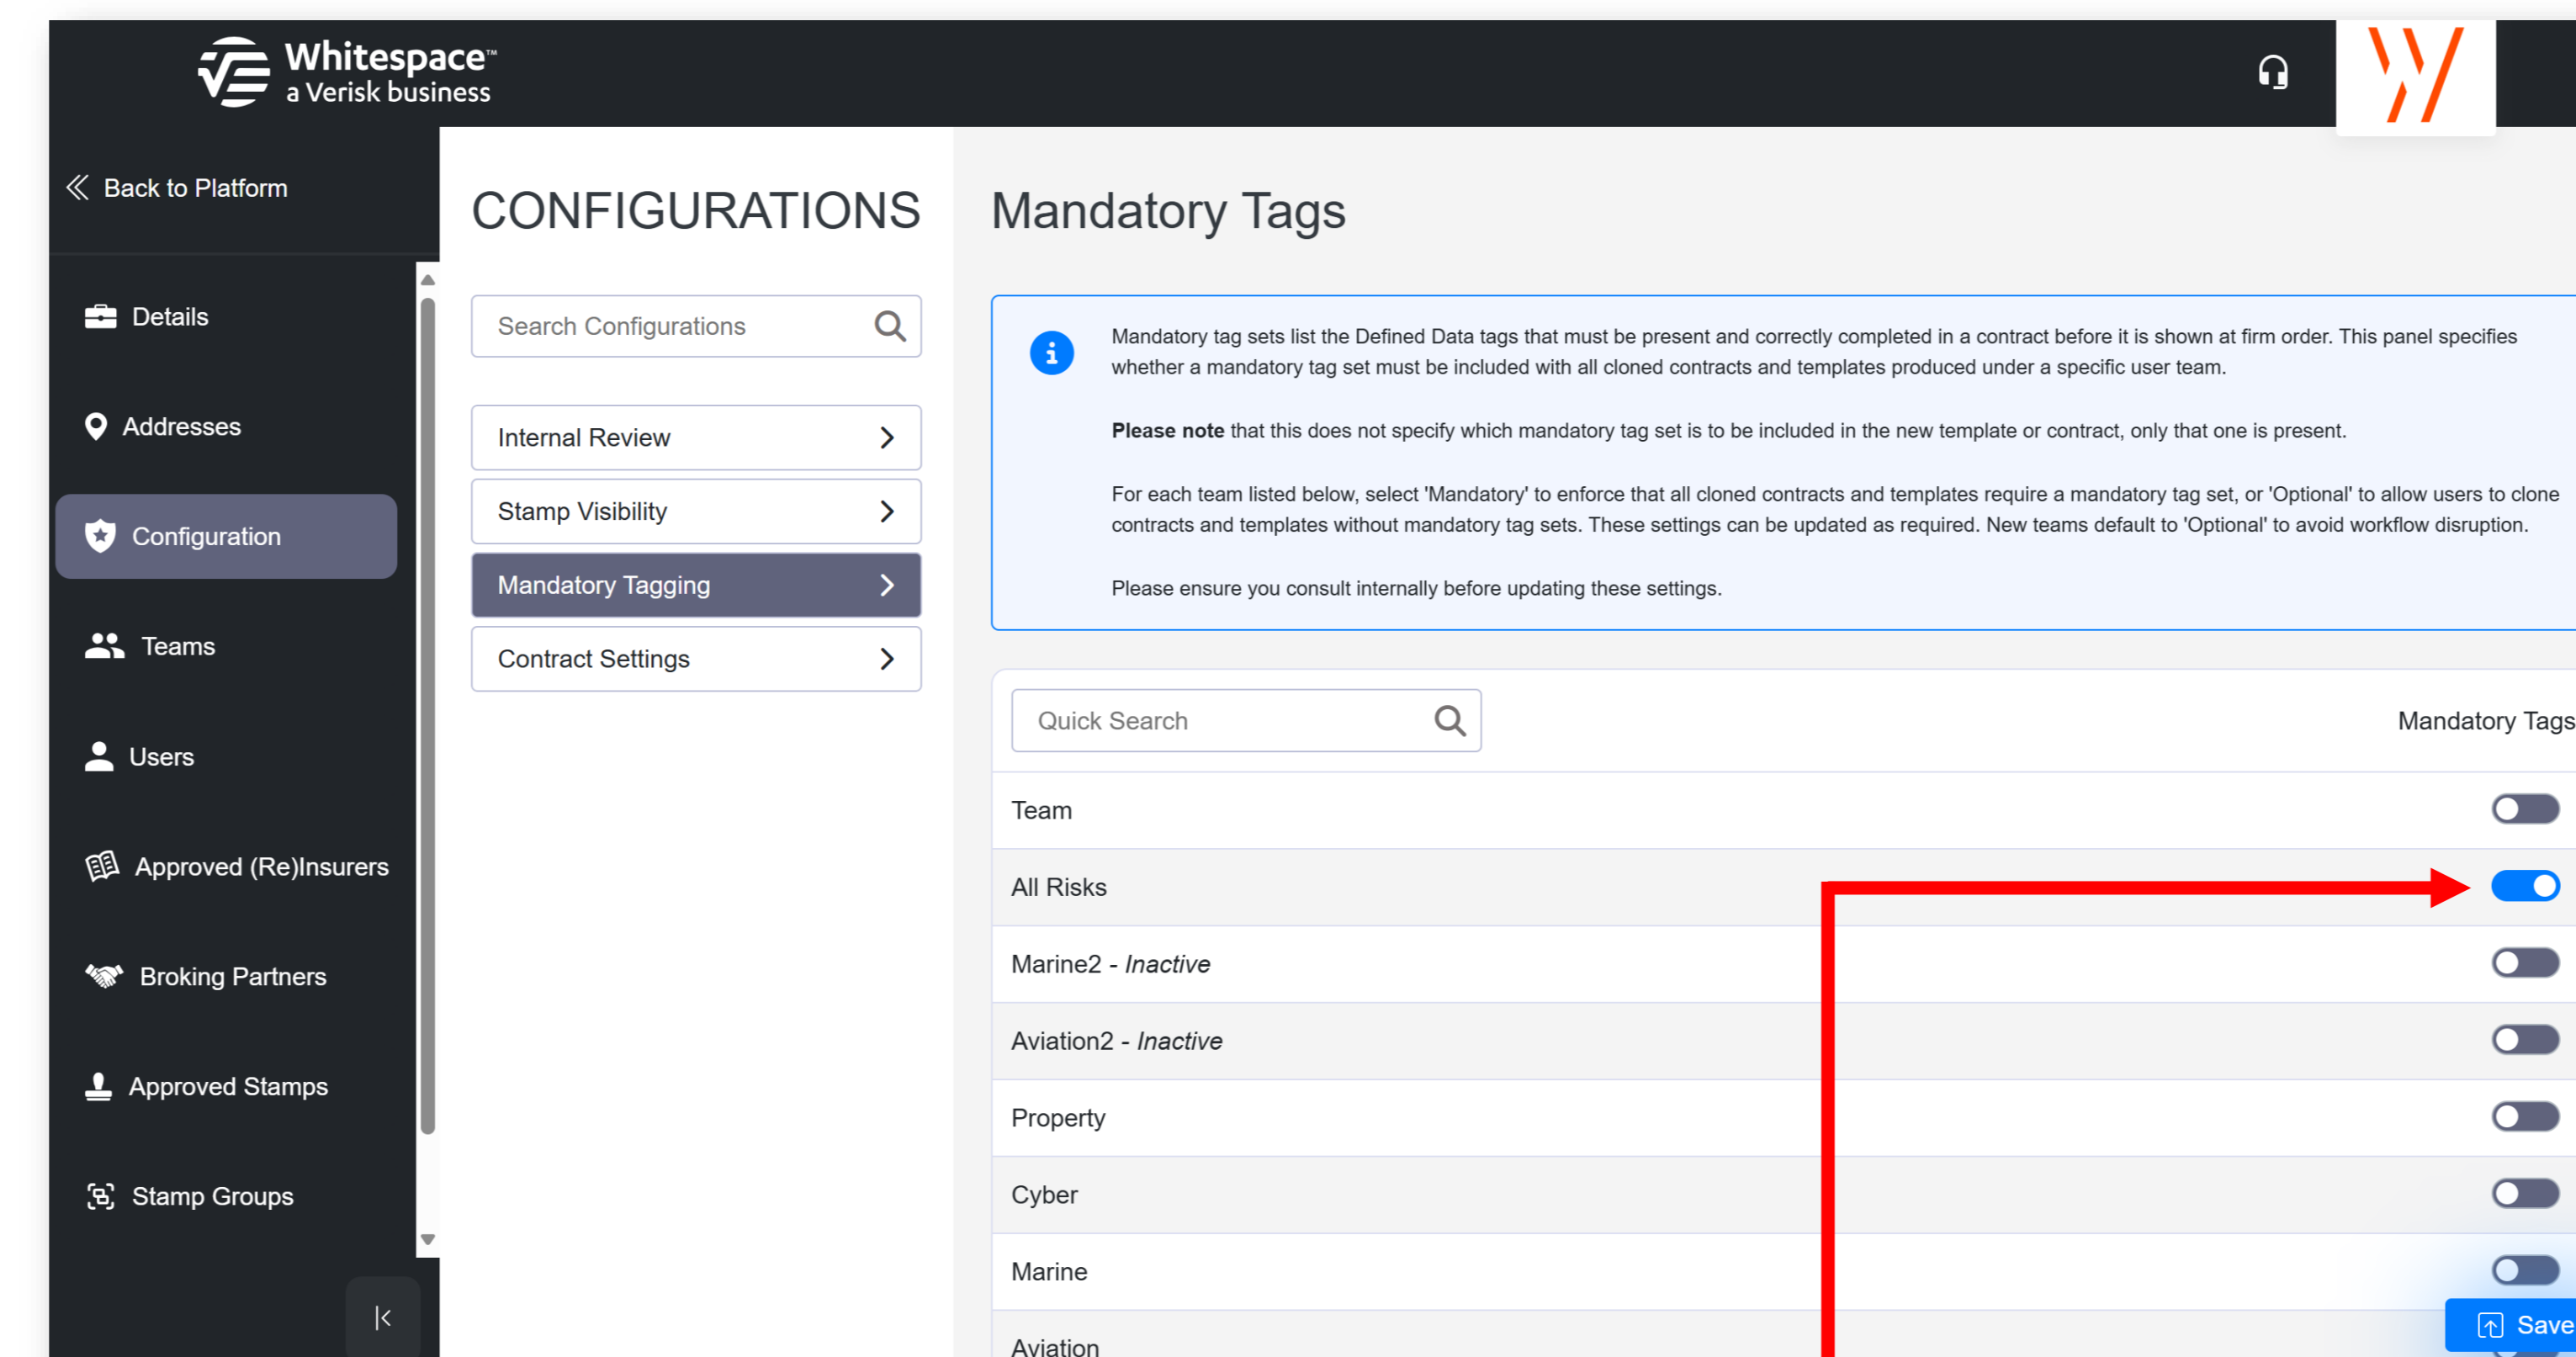 Whitespace™
a Verisk business
Back to Platform
Details
Addresses
Configuration
Teams
Users
Approved (Re)Insurers
Broking Partners
Approved Stamps
Stamp Groups
CONFIGURATIONS
Search Configurations
Internal Review
Stamp Visibility
Mandatory Tagging
Contract Settings
Mandatory Tags
Mandatory tag sets list the Defined Data tags that must be present and correctly completed in a contract before it is shown at firm order. This panel specifies
whether a mandatory tag set must be included with all cloned contracts and templates produced under a specific user team.
Please note that this does not specify which mandatory tag set is to be included in the new template or contract, only that one is present.
For each team listed below, select 'Mandatory' to enforce that all cloned contracts and templates require a mandatory tag set, or 'Optional' to allow users to clone
contracts and templates without mandatory tag sets. These settings can be updated as required. New teams default to 'Optional' to avoid workflow disruption.
Please ensure you consult internally before updating these settings.
Quick Search
Mandatory Tags
Team
All Risks
Marine2 - Inactive
Aviation2 - Inactive
Property
Cyber
Marine
Aviation
Save